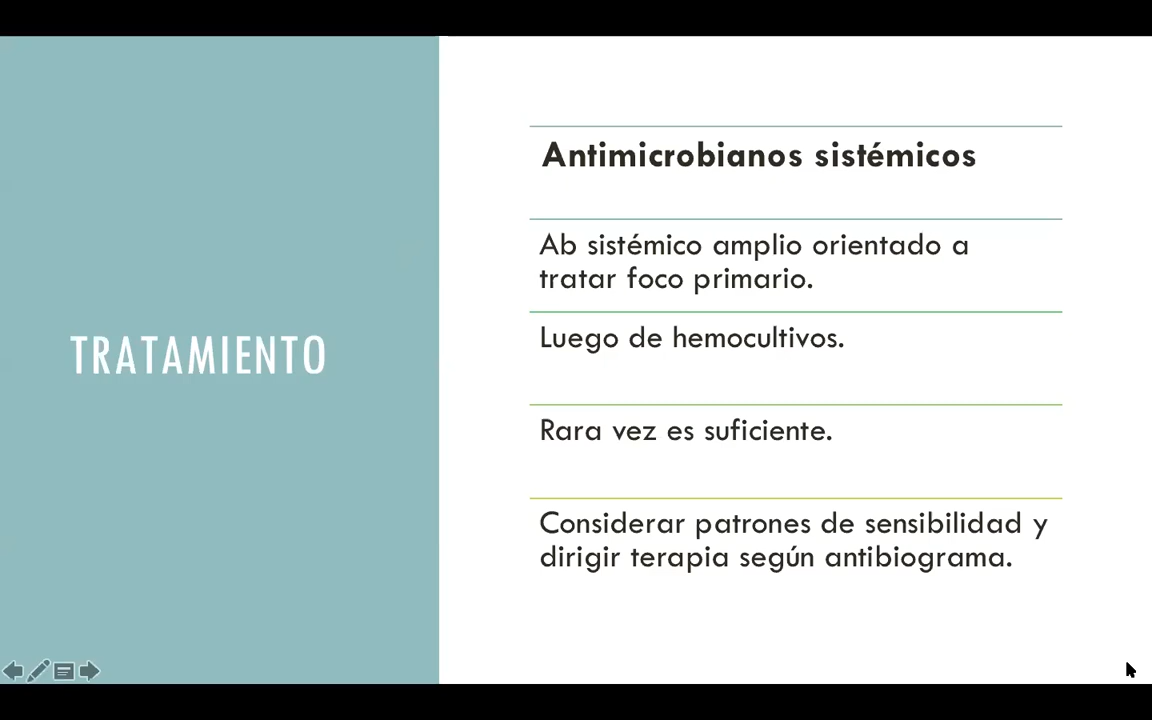 TRATAMIENTO
Antimicrobianos sistémicos
Ab sistémico amplio orientado a
tratar foco primario.
Luego de hemocultivos.
Rara vez es suficiente.
Considerar patrones de sensibilidad y
dirigir terapia según antibiograma.